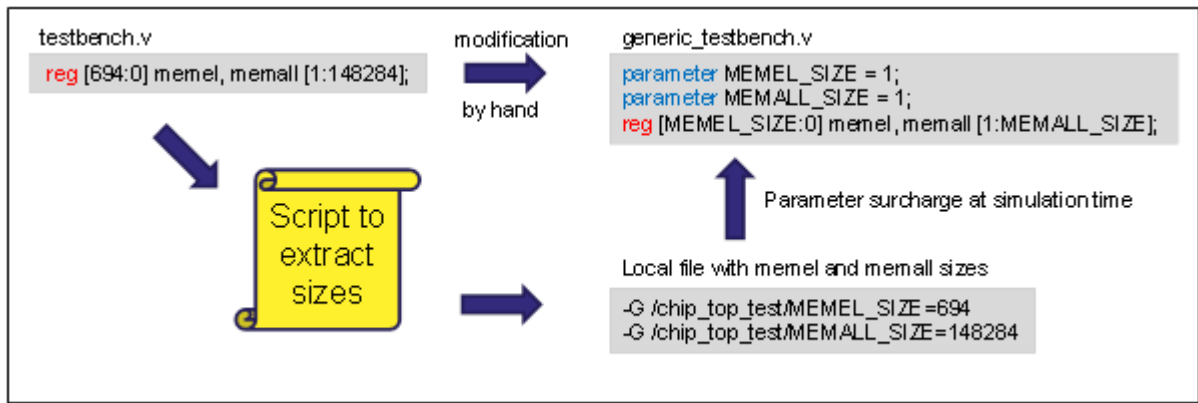 testbench.v
reg [694:0] memel, memall [1:148284];
modification
by hand
generic_testbench.v
parameter MEMEL_SIZE = 1;
parameter MEMALL_SIZE = 1;
reg [MEMEL_SIZE:0] memel, memall [1:MEMALL_SIZE];
Script to
extract
sizes
Parameter surcharge at simulation time
Local file with memel and memall sizes
-G /chip_top_test/MEMEL_SIZE=694
-G /chip_top_test/MEMALL_SIZE=148284